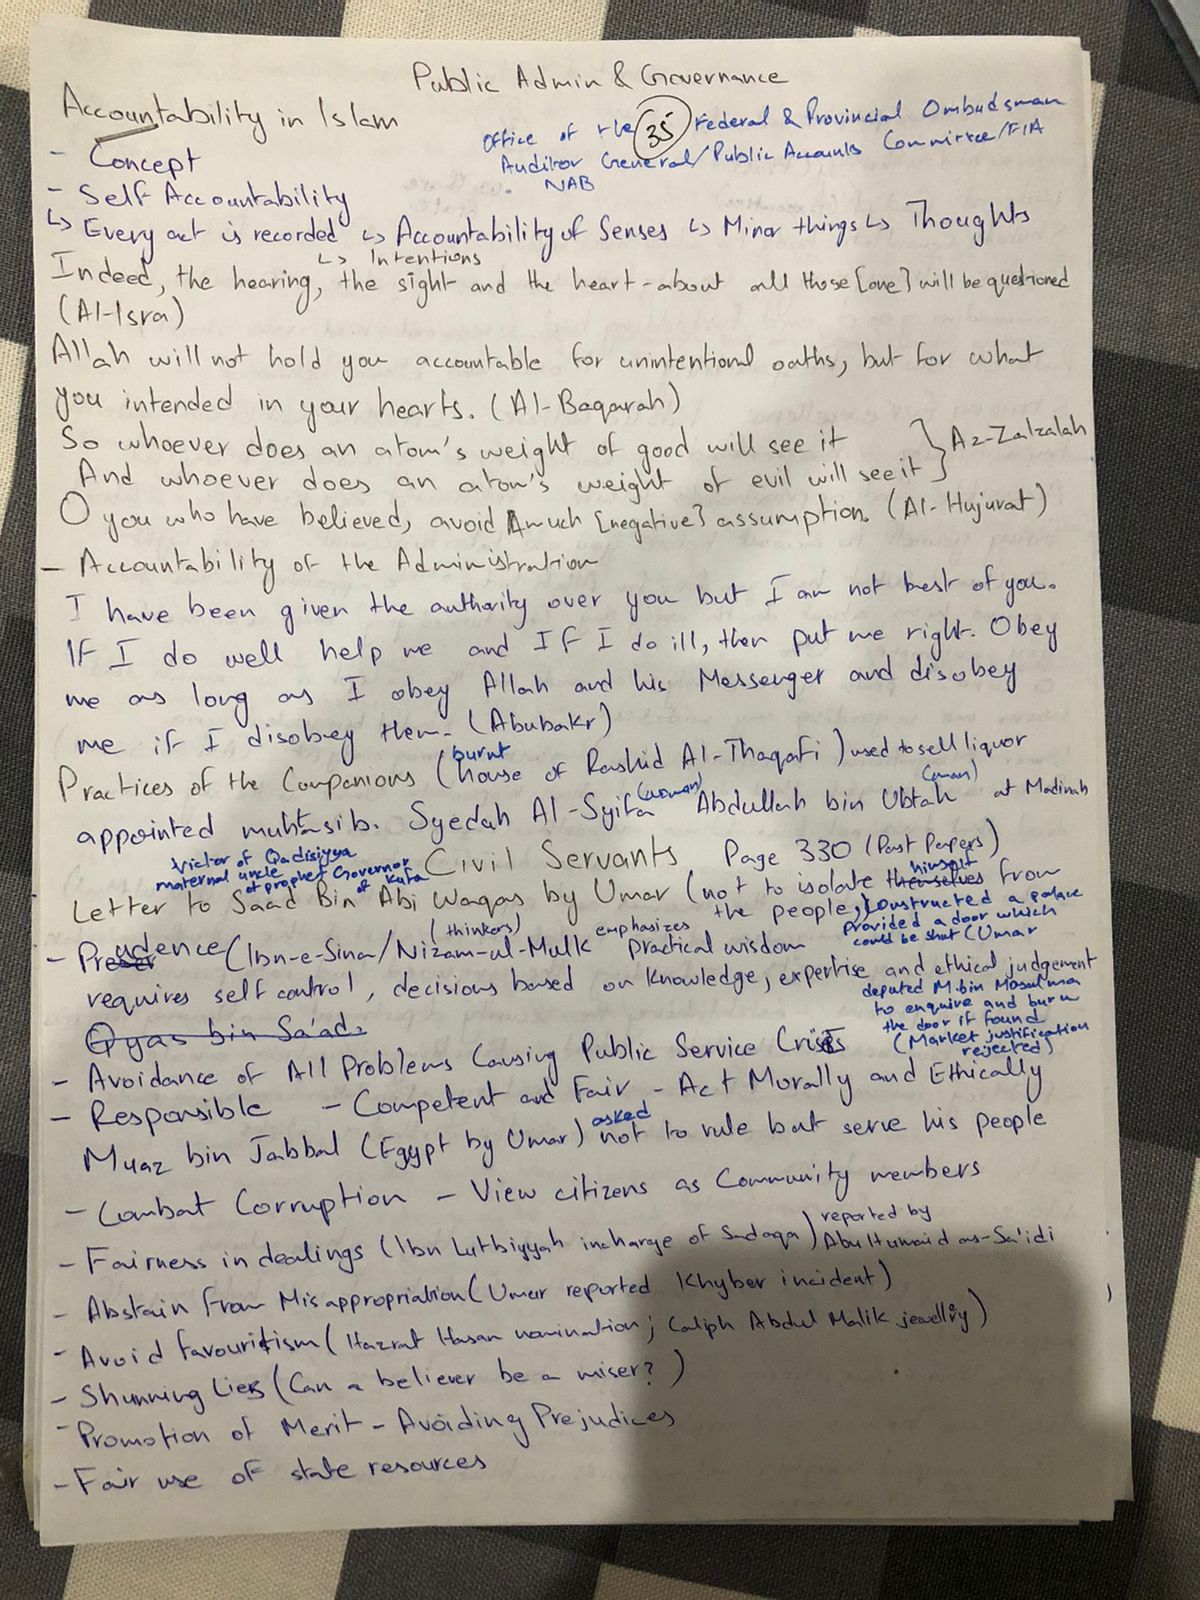 Public Admin & Governance
Accountability in Islam
Office of the Federal & Provincial Ombudsman
35
Auditor General/Public Accounts Committee/FIA
NAB
- Concept
- Self Accountability
↳ Every act is recorded ↳ Accountability of Senses ↳ Minor things ↳ Thoughts
↳ Intentions
Indeed, the hearing, the sight and the heart - about all those [one] will be questioned
(Al-Isra)
Allah will not hold you accountable for unintentional oaths, but for what
you intended in your hearts. (Al-Baqarah)
So whoever does an atom's weight of good will see it
And whoever does an atom's weight of evil will see it } Az-Zalzalah
O you who have believed, avoid much [negative] assumption. (Al-Hujurat)
- Accountability of the Administration
I have been given the authority over you but I am not best of you.
If I do well help me and If I do ill, then put me right. Obey
me as long as I obey Allah and his Messenger and disobey
me if I disobey them. (Abubakr)
burnt
Practices of the Companions (house of Rashid Al-Thaqafi) used to sell liquor
(woman) (man)
appointed muhtasib. Syedah Al-Syifa Abdullah bin Ubtah at Madinah
Civil Servants Page 330 (Past Papers)
Victor of Qadisiyya
maternal uncle of prophet Governor of Kufa
himself
Letter to Saad Bin Abi Waqas by Umar (not to isolate themselves from
the people, Constructed a palace
provided a door which
could be shut (Umar
deputed M. bin Maslama
to enquire and burn
the door if found
(Market justification
rejected)
(thinkers) emphasizes
- Prudence (Ibn-e-Sina/Nizam-ul-Mulk practical wisdom
requires self control, decisions based on knowledge, expertise and ethical judgement
Qyas bin Sa'ad
- Avoidance of All Problems Causing Public Service Crisis
- Responsible - Competent and Fair - Act Morally and Ethically
asked
Muaz bin Jabbal (Egypt by Umar) not to rule but serve his people
- Combat Corruption - View citizens as Community members
- Fairness in dealings (Ibn Lutbiyyah incharge of Sadaqa) reported by Abu Humaid as-Sa'idi
- Abstain from Misappropriation (Umar reported Khyber incident)
- Avoid favouritism (Hazrat Hasan nomination; Caliph Abdul Malik jewellry)
- Shunning Lies (Can a believer be a miser?)
- Promotion of Merit - Avoiding Prejudices
- Fair use of state resources